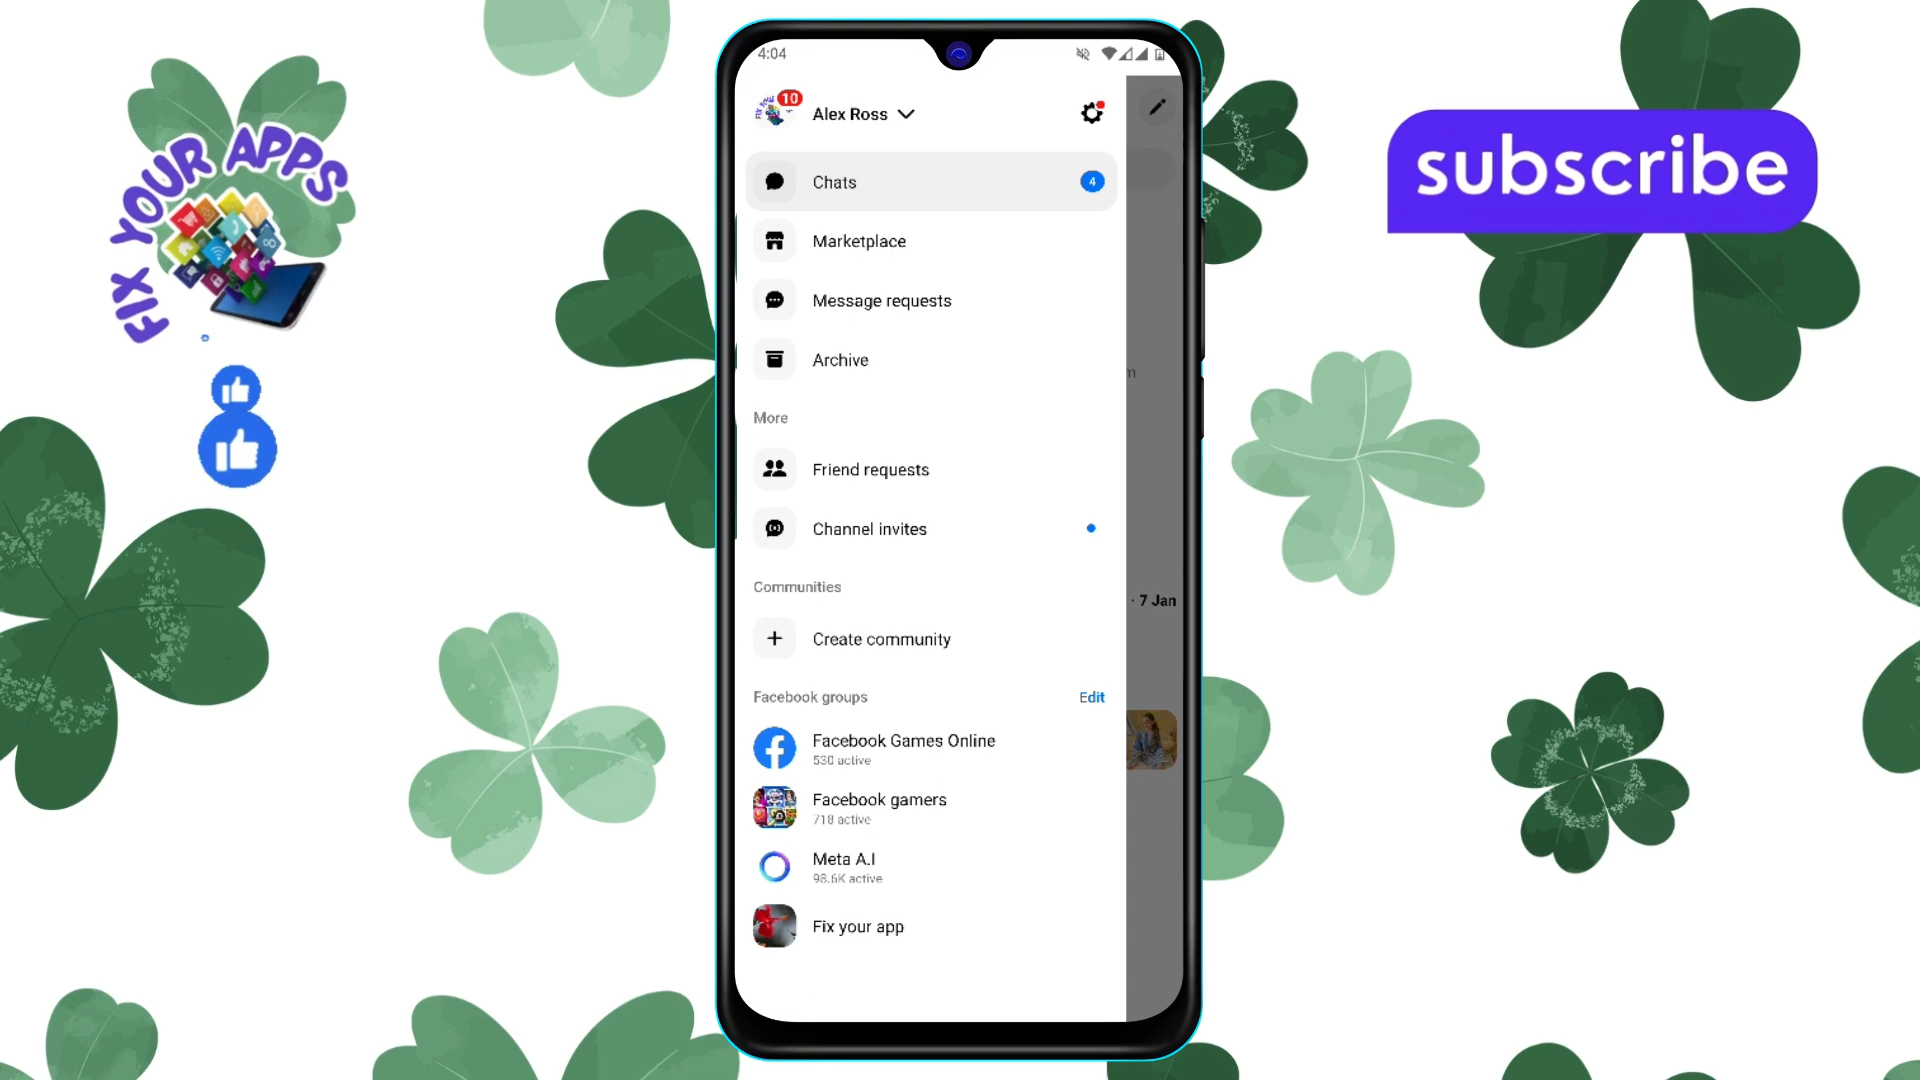 FIX YOUR APPS
subscribe
4:04
10
Alex Ross
Chats
4
Marketplace
Message requests
Archive
m
More
Friend requests
Channel invites
Communities
· 7 Jan
Create community
Facebook groups
Edit
Facebook Games Online
530 active
Facebook gamers
718 active
Meta A.I
98.6K active
Fix your app